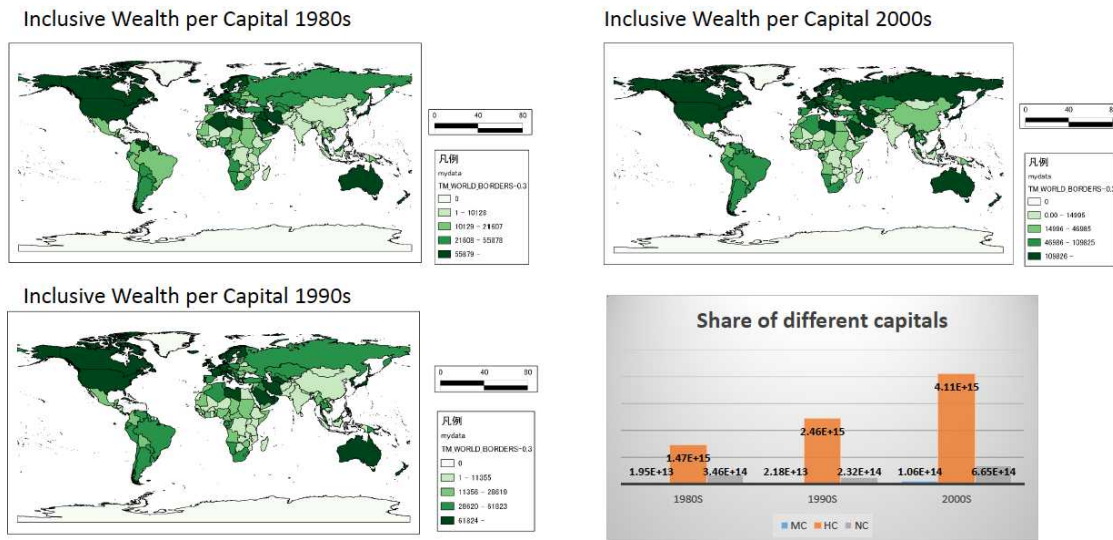 Inclusive Wealth per Capital 1980s
0 40 80
凡例
mydata
TM_WORLD_BORDERS-0.3
0
1 - 10128
10129 - 21607
21608 - 55878
55879 -
Inclusive Wealth per Capital 2000s
0 40 80
凡例
mydata
TM_WORLD_BORDERS-0.3
0
0.00 - 14995
14996 - 46985
46986 - 109825
109826 -
Inclusive Wealth per Capital 1990s
0 40 80
凡例
mydata
TM_WORLD_BORDERS-0.3
0
1 - 11355
11356 - 28619
28620 - 61823
61824 -
Share of different capitals
4.11E+15
2.46E+15
1.47E+15
1.95E+13 3.46E+14 2.18E+13 2.32E+14 1.06E+14 6.65E+14
1980S 1990S 2000S
MC HC NC